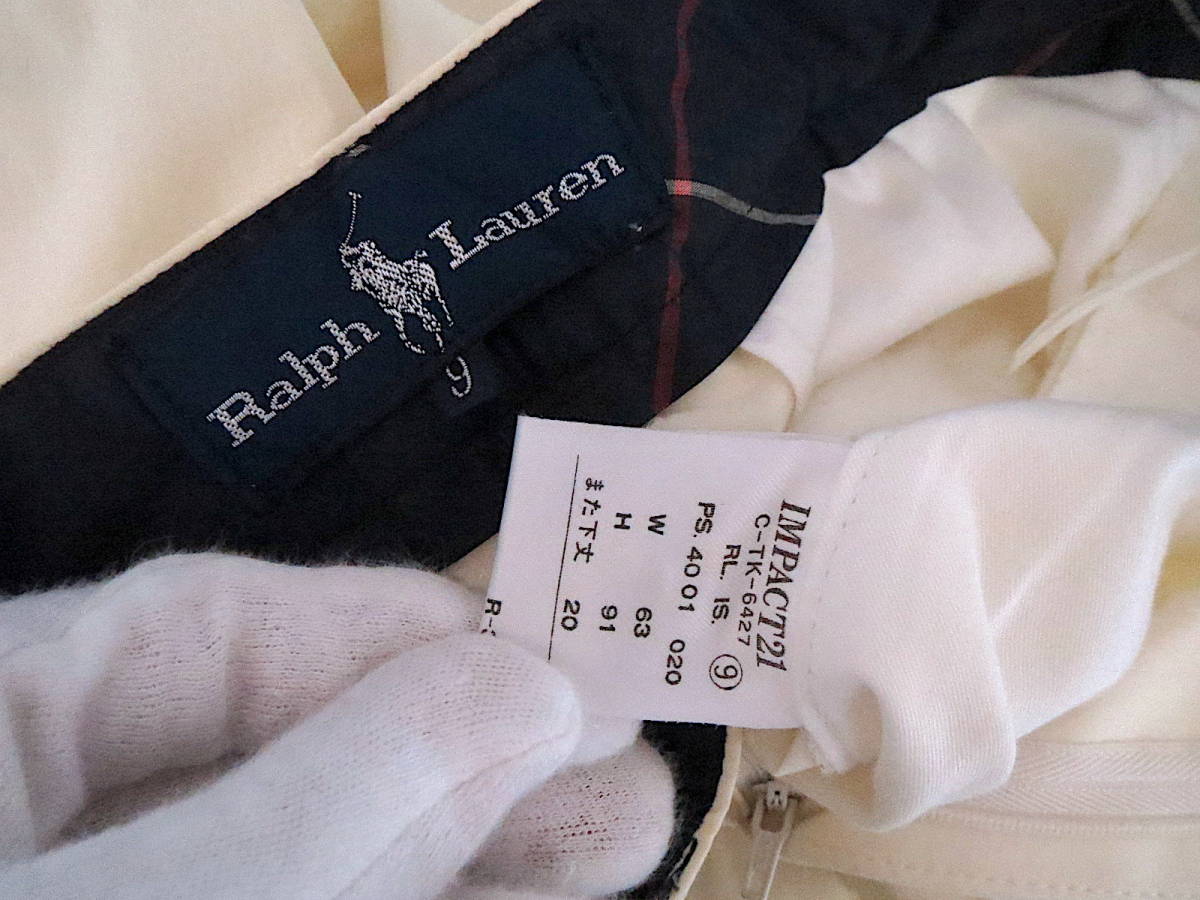 Ralph Lauren
9
IMPACT21
C-TK-6427
RL. IS. ⑨
PS. 4001 020
W 63
H 91
また下丈 20
R-